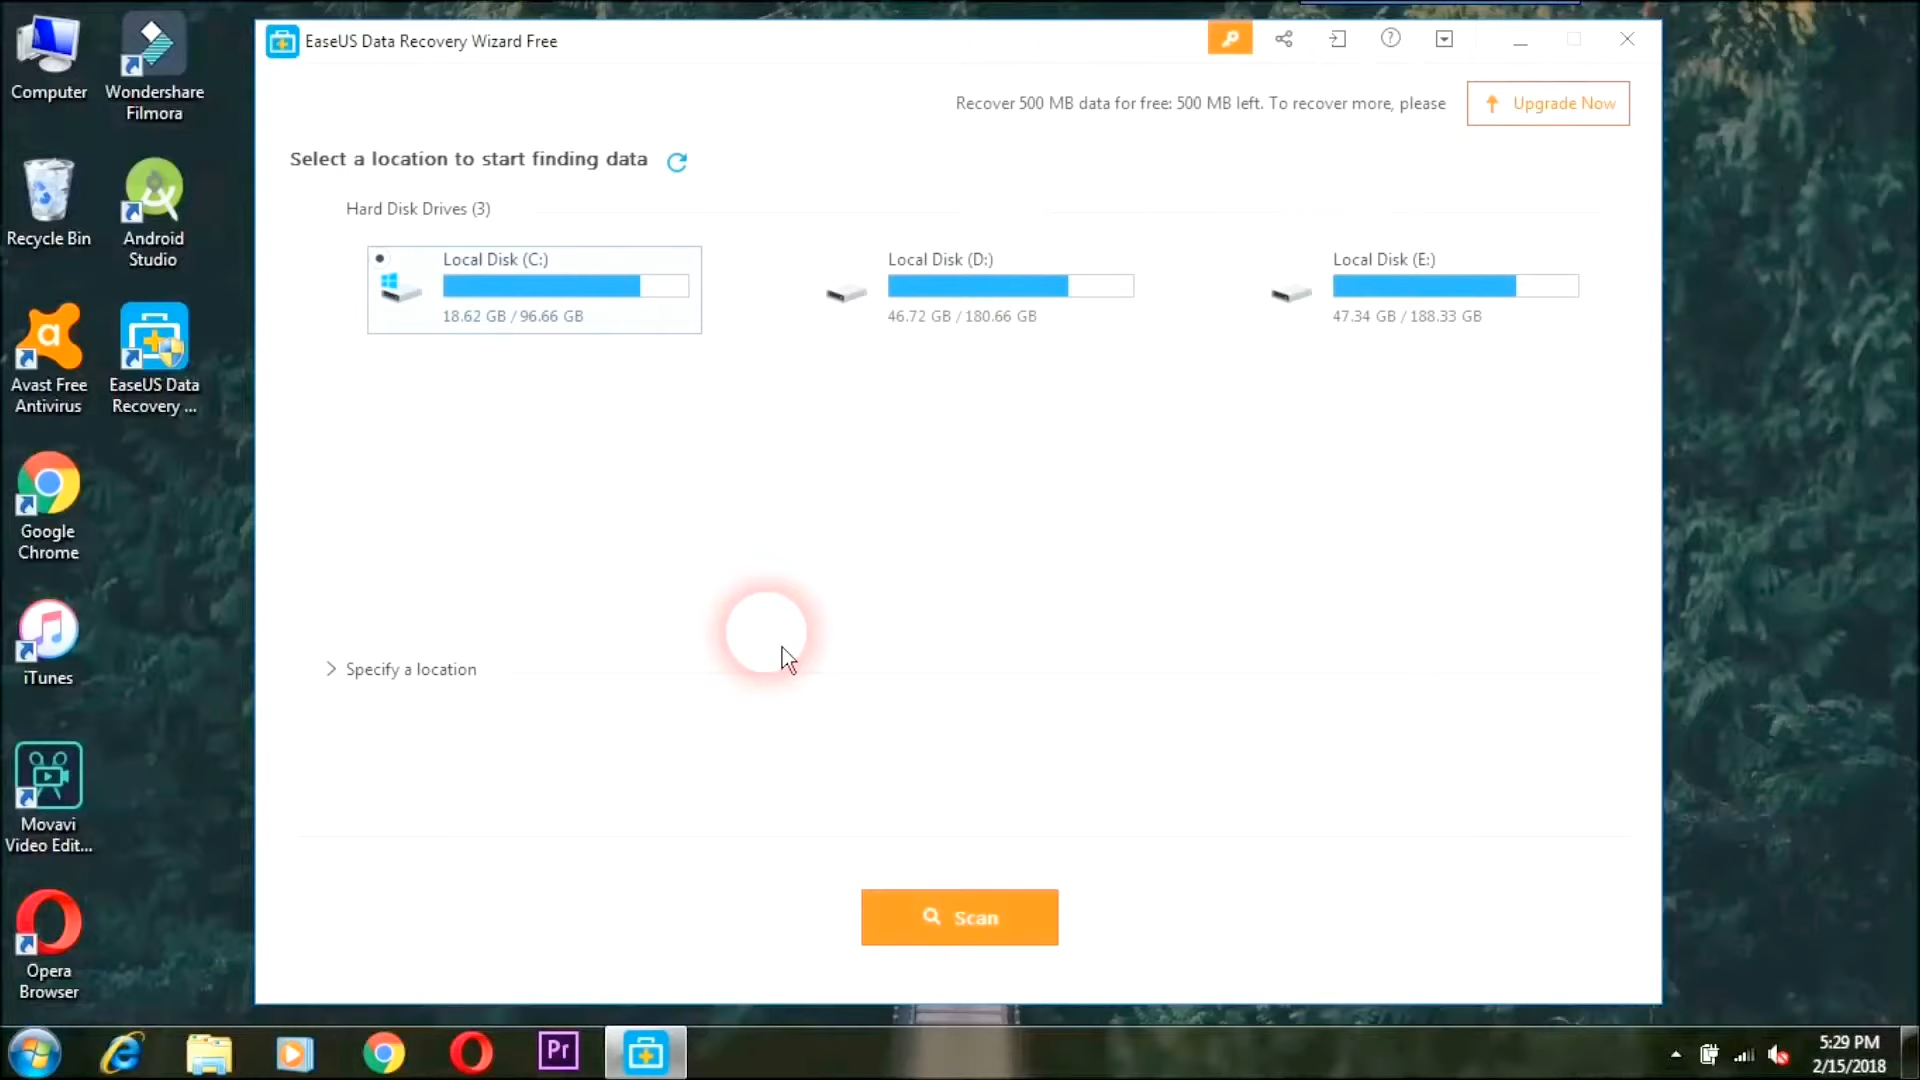 EaseUS Data Recovery Wizard Free
Recover 500 MB data for free: 500 MB left. To recover more, please
Upgrade Now
Select a location to start finding data
Hard Disk Drives (3)
Local Disk (C:)
18.62 GB / 96.66 GB
Local Disk (D:)
46.72 GB / 180.66 GB
Local Disk (E:)
47.34 GB / 188.33 GB
Specify a location
Scan
Computer
Wondershare
Filmora
Recycle Bin
Android
Studio
Avast Free
Antivirus
EaseUS Data
Recovery ...
Google
Chrome
iTunes
Movavi
Video Edit...
Opera
Browser
Pr
5:29 PM
2/15/2018